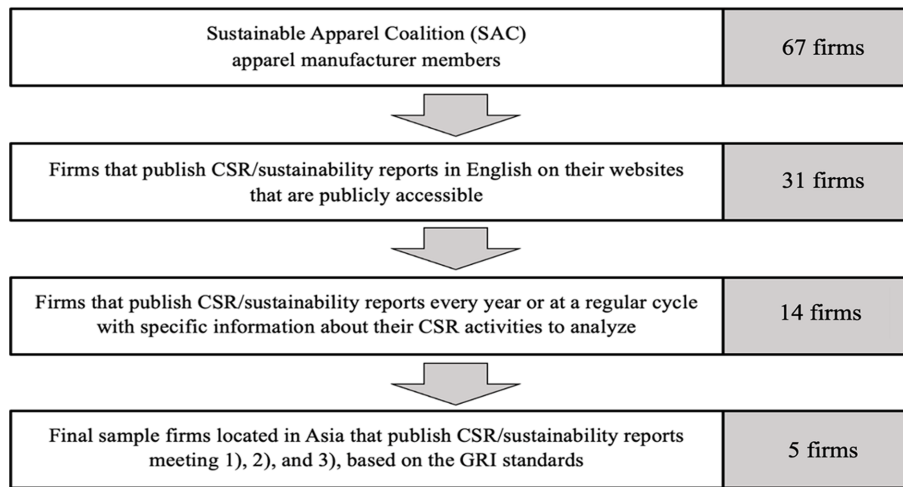 Sustainable Apparel Coalition (SAC)
apparel manufacturer members
67 firms
Firms that publish CSR/sustainability reports in English on their websites
that are publicly accessible
31 firms
Firms that publish CSR/sustainability reports every year or at a regular cycle
with specific information about their CSR activities to analyze
14 firms
Final sample firms located in Asia that publish CSR/sustainability reports
meeting 1), 2), and 3), based on the GRI standards
5 firms